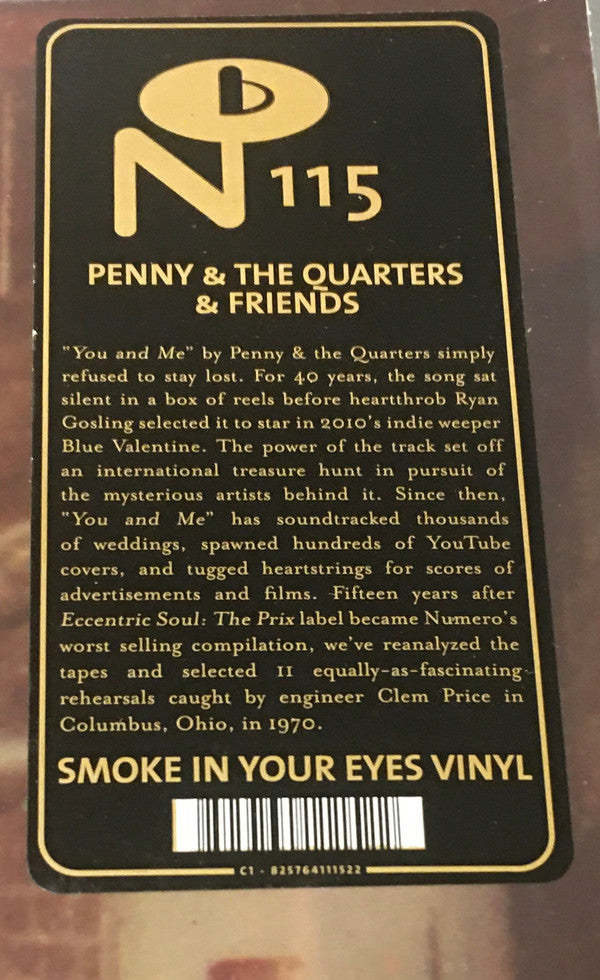 N 115
PENNY & THE QUARTERS
& FRIENDS
"You and Me" by Penny & the Quarters simply
refused to stay lost. For 40 years, the song sat
silent in a box of reels before heartthrob Ryan
Gosling selected it to star in 2010's indie weeper
Blue Valentine. The power of the track set off
an international treasure hunt in pursuit of
the mysterious artists behind it. Since then,
"You and Me" has soundtracked thousands
of weddings, spawned hundreds of YouTube
covers, and tugged heartstrings for scores of
advertisements and films. Fifteen years after
Eccentric Soul: The Prix label became Numero's
worst selling compilation, we've reanalyzed the
tapes and selected 11 equally-as-fascinating
rehearsals caught by engineer Clem Price in
Columbus, Ohio, in 1970.
SMOKE IN YOUR EYES VINYL
C1 - 825764111522